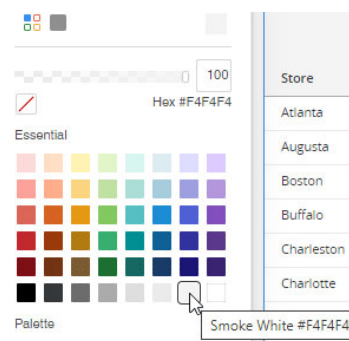 100
Hex #F4F4F4
Essential
Palette
Store
Atlanta
Augusta
Boston
Buffalo
Charleston
Charlotte
Smoke White #F4F4F4